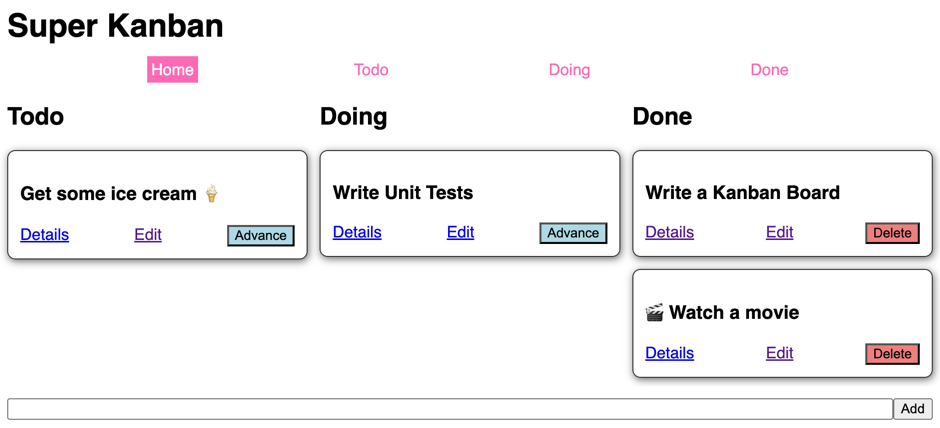 Super Kanban
Home Todo Doing Done
Todo
Get some ice cream 🍦
Details Edit Advance
Doing
Write Unit Tests
Details Edit Advance
Done
Write a Kanban Board
Details Edit Delete
🎬 Watch a movie
Details Edit Delete
Add